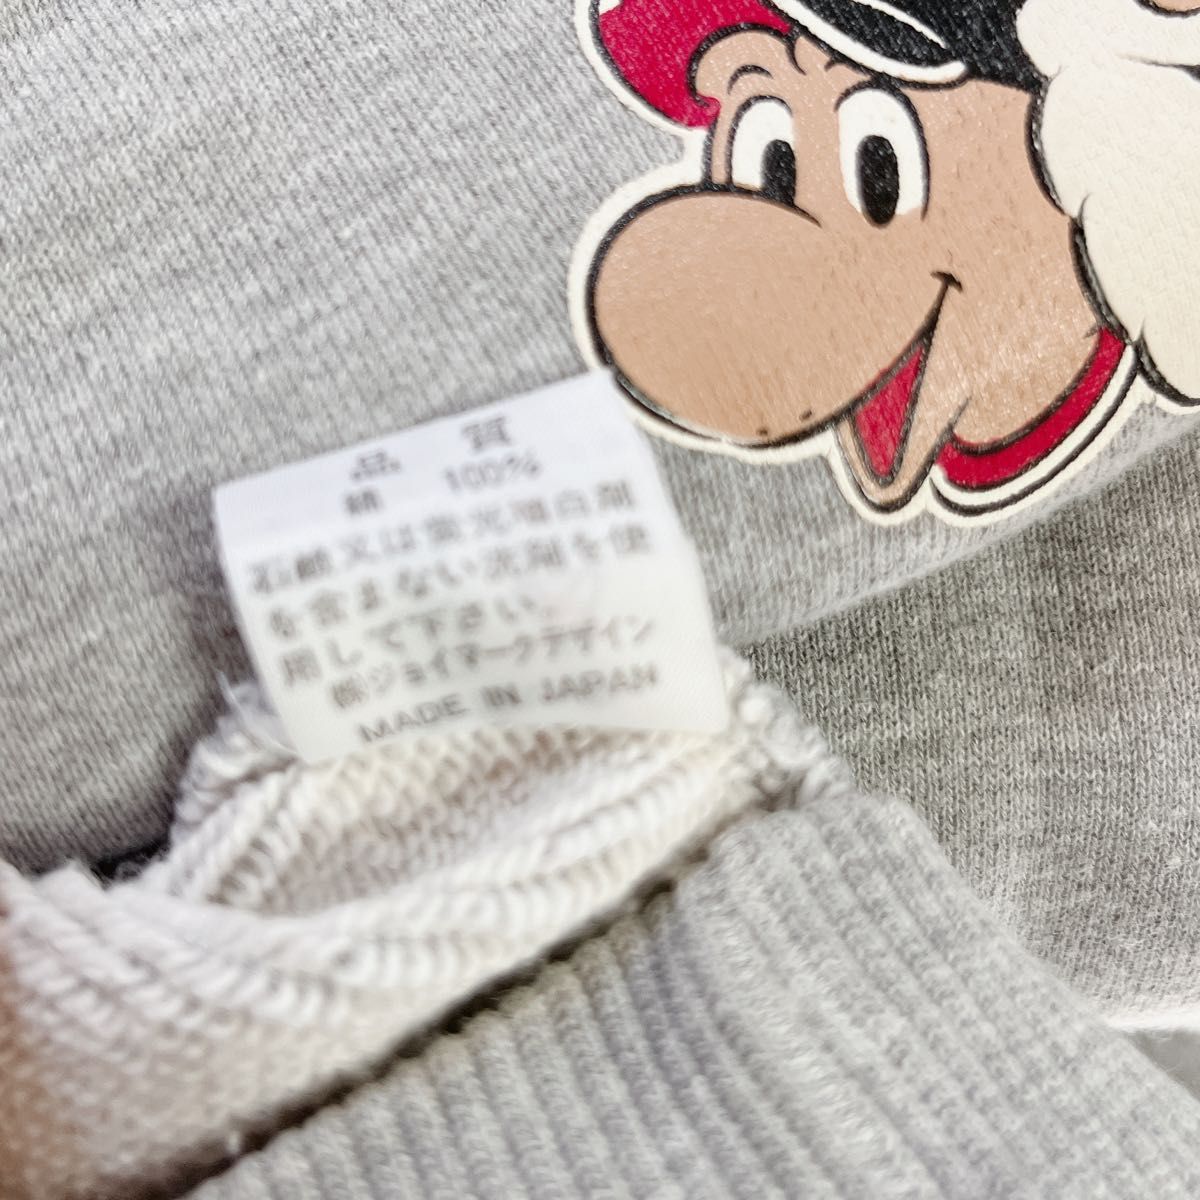 品 質
綿 100%
石鹸又は蛍光増白剤
を含まない洗剤を使
用して下さい。
㈱ジョイマークデザイン
MADE IN JAPAN